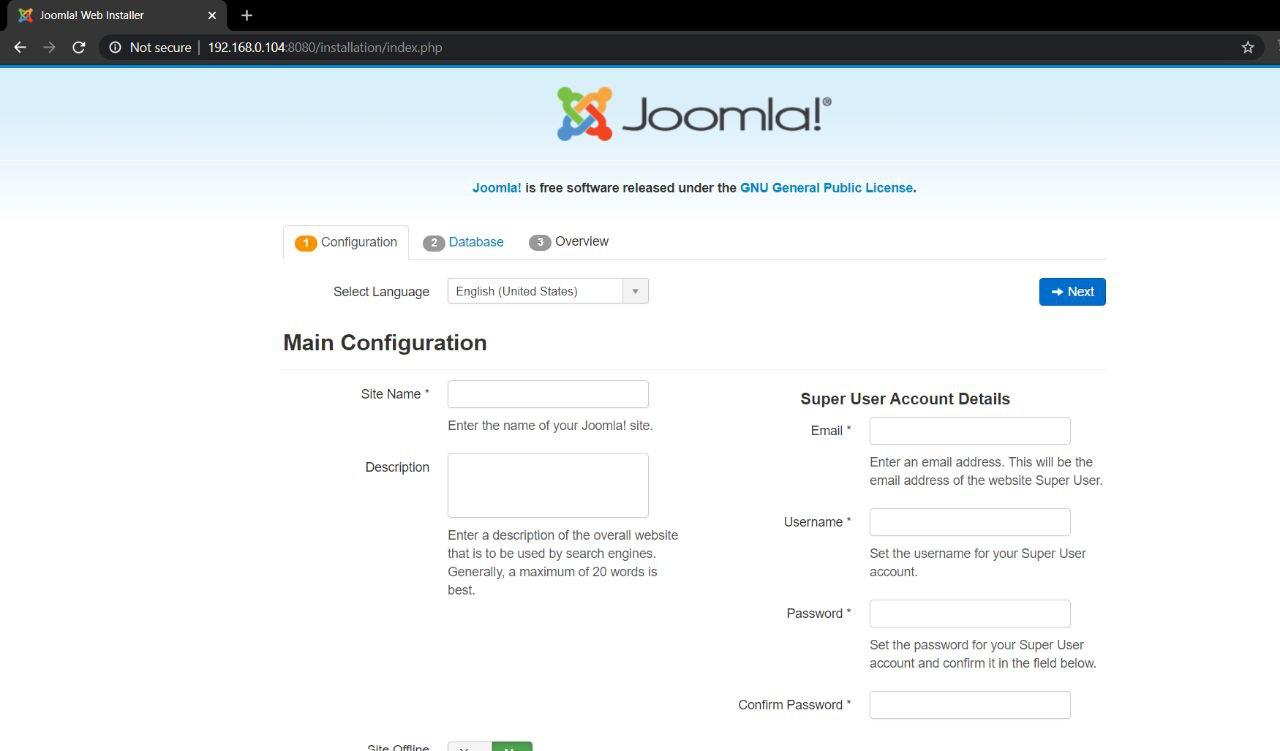 Joomla! Web Installer
Not secure | 192.168.0.104:8080/installation/index.php
Joomla!®
Joomla! is free software released under the GNU General Public License.
1 Configuration 2 Database 3 Overview
Select Language English (United States) Next
Main Configuration
Site Name *
Enter the name of your Joomla! site.
Description
Enter a description of the overall website
that is to be used by search engines.
Generally, a maximum of 20 words is
best.
Super User Account Details
Email *
Enter an email address. This will be the
email address of the website Super User.
Username *
Set the username for your Super User
account.
Password *
Set the password for your Super User
account and confirm it in the field below.
Confirm Password *
Site Offline